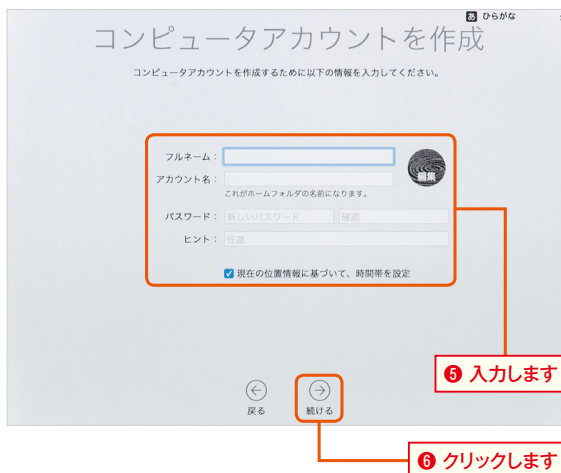 あ ひらがな
コンピュータアカウントを作成
コンピュータアカウントを作成するために以下の情報を入力してください。
フルネーム：
編集
アカウント名：
これがホームフォルダの名前になります。
パスワード： 新しいパスワード 確認
ヒント： 任意
現在の位置情報に基づいて、時間帯を設定
❺ 入力します
戻る 続ける
❻ クリックします